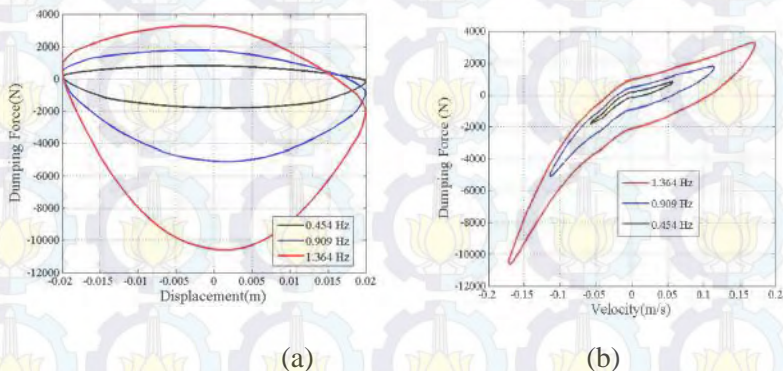 4000
2000
0
-2000
-4000
-6000
-8000
-10000
-12000
Dumping Force(N)
-0.02 -0.015 -0.01 -0.005 0 0.005 0.01 0.015 0.02
Displacement(m)
0.454 Hz
0.909 Hz
1.364 Hz
(a)
4000
2000
0
-2000
-4000
-6000
-8000
-10000
-12000
Dumping Force (N)
-0.2 -0.15 -0.1 -0.05 0 0.05 0.1 0.15 0.2
Velocity(m/s)
1.364 Hz
0.909 Hz
0.454 Hz
(b)